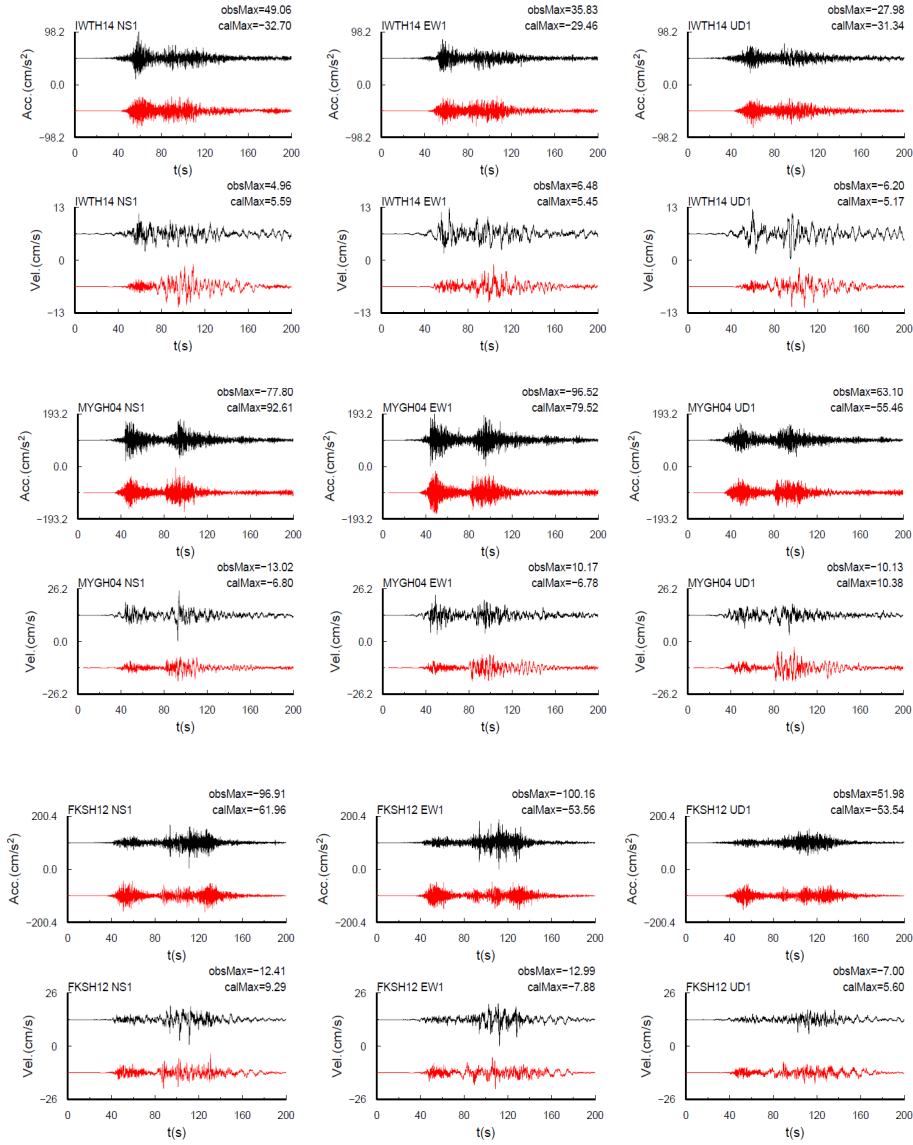 obsMax=49.06 obsMax=35.83 obsMax=−27.98
IWTH14 NS1 calMax=−32.70 IWTH14 EW1 calMax=−29.46 IWTH14 UD1 calMax=−31.34
98.2 98.2 98.2
Acc.(cm/s²) 0.0 Acc.(cm/s²) 0.0 Acc.(cm/s²) 0.0
−98.2 −98.2 −98.2
0 40 80 120 160 200 0 40 80 120 160 200 0 40 80 120 160 200
t(s) t(s) t(s)
obsMax=4.96 obsMax=6.48 obsMax=−6.20
IWTH14 NS1 calMax=5.59 IWTH14 EW1 calMax=5.45 IWTH14 UD1 calMax=−5.17
13 13 13
Vel.(cm/s) 0 Vel.(cm/s) 0 Vel.(cm/s) 0
−13 −13 −13
0 40 80 120 160 200 0 40 80 120 160 200 0 40 80 120 160 200
t(s) t(s) t(s)
obsMax=−77.80 obsMax=−96.52 obsMax=63.10
MYGH04 NS1 calMax=92.61 MYGH04 EW1 calMax=79.52 MYGH04 UD1 calMax=−55.46
193.2 193.2 193.2
Acc.(cm/s²) 0.0 Acc.(cm/s²) 0.0 Acc.(cm/s²) 0.0
−193.2 −193.2 −193.2
0 40 80 120 160 200 0 40 80 120 160 200 0 40 80 120 160 200
t(s) t(s) t(s)
obsMax=−13.02 obsMax=10.17 obsMax=−10.13
MYGH04 NS1 calMax=−6.80 MYGH04 EW1 calMax=−6.78 MYGH04 UD1 calMax=10.38
26.2 26.2 26.2
Vel.(cm/s) 0.0 Vel.(cm/s) 0.0 Vel.(cm/s) 0.0
−26.2 −26.2 −26.2
0 40 80 120 160 200 0 40 80 120 160 200 0 40 80 120 160 200
t(s) t(s) t(s)
obsMax=−96.91 obsMax=−100.16 obsMax=51.98
FKSH12 NS1 calMax=−61.96 FKSH12 EW1 calMax=−53.56 FKSH12 UD1 calMax=−53.54
200.4 200.4 200.4
Acc.(cm/s²) 0.0 Acc.(cm/s²) 0.0 Acc.(cm/s²) 0.0
−200.4 −200.4 −200.4
0 40 80 120 160 200 0 40 80 120 160 200 0 40 80 120 160 200
t(s) t(s) t(s)
obsMax=−12.41 obsMax=−12.99 obsMax=−7.00
FKSH12 NS1 calMax=9.29 FKSH12 EW1 calMax=−7.88 FKSH12 UD1 calMax=5.60
26 26 26
Vel.(cm/s) 0 Vel.(cm/s) 0 Vel.(cm/s) 0
−26 −26 −26
0 40 80 120 160 200 0 40 80 120 160 200 0 40 80 120 160 200
t(s) t(s) t(s)